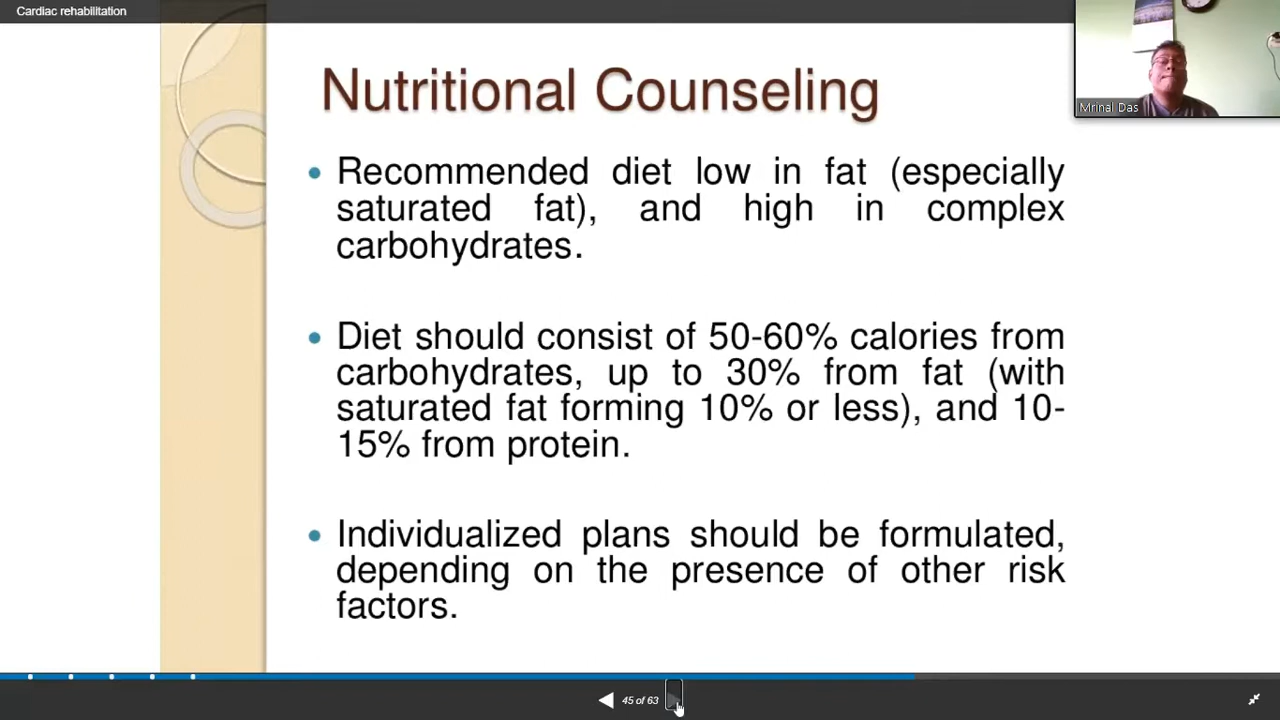 Cardiac rehabilitation
Nutritional Counseling
Mrinal Das
• Recommended diet low in fat (especially
saturated fat), and high in complex
carbohydrates.
• Diet should consist of 50-60% calories from
carbohydrates, up to 30% from fat (with
saturated fat forming 10% or less), and 10-
15% from protein.
• Individualized plans should be formulated,
depending on the presence of other risk
factors.
45 of 63